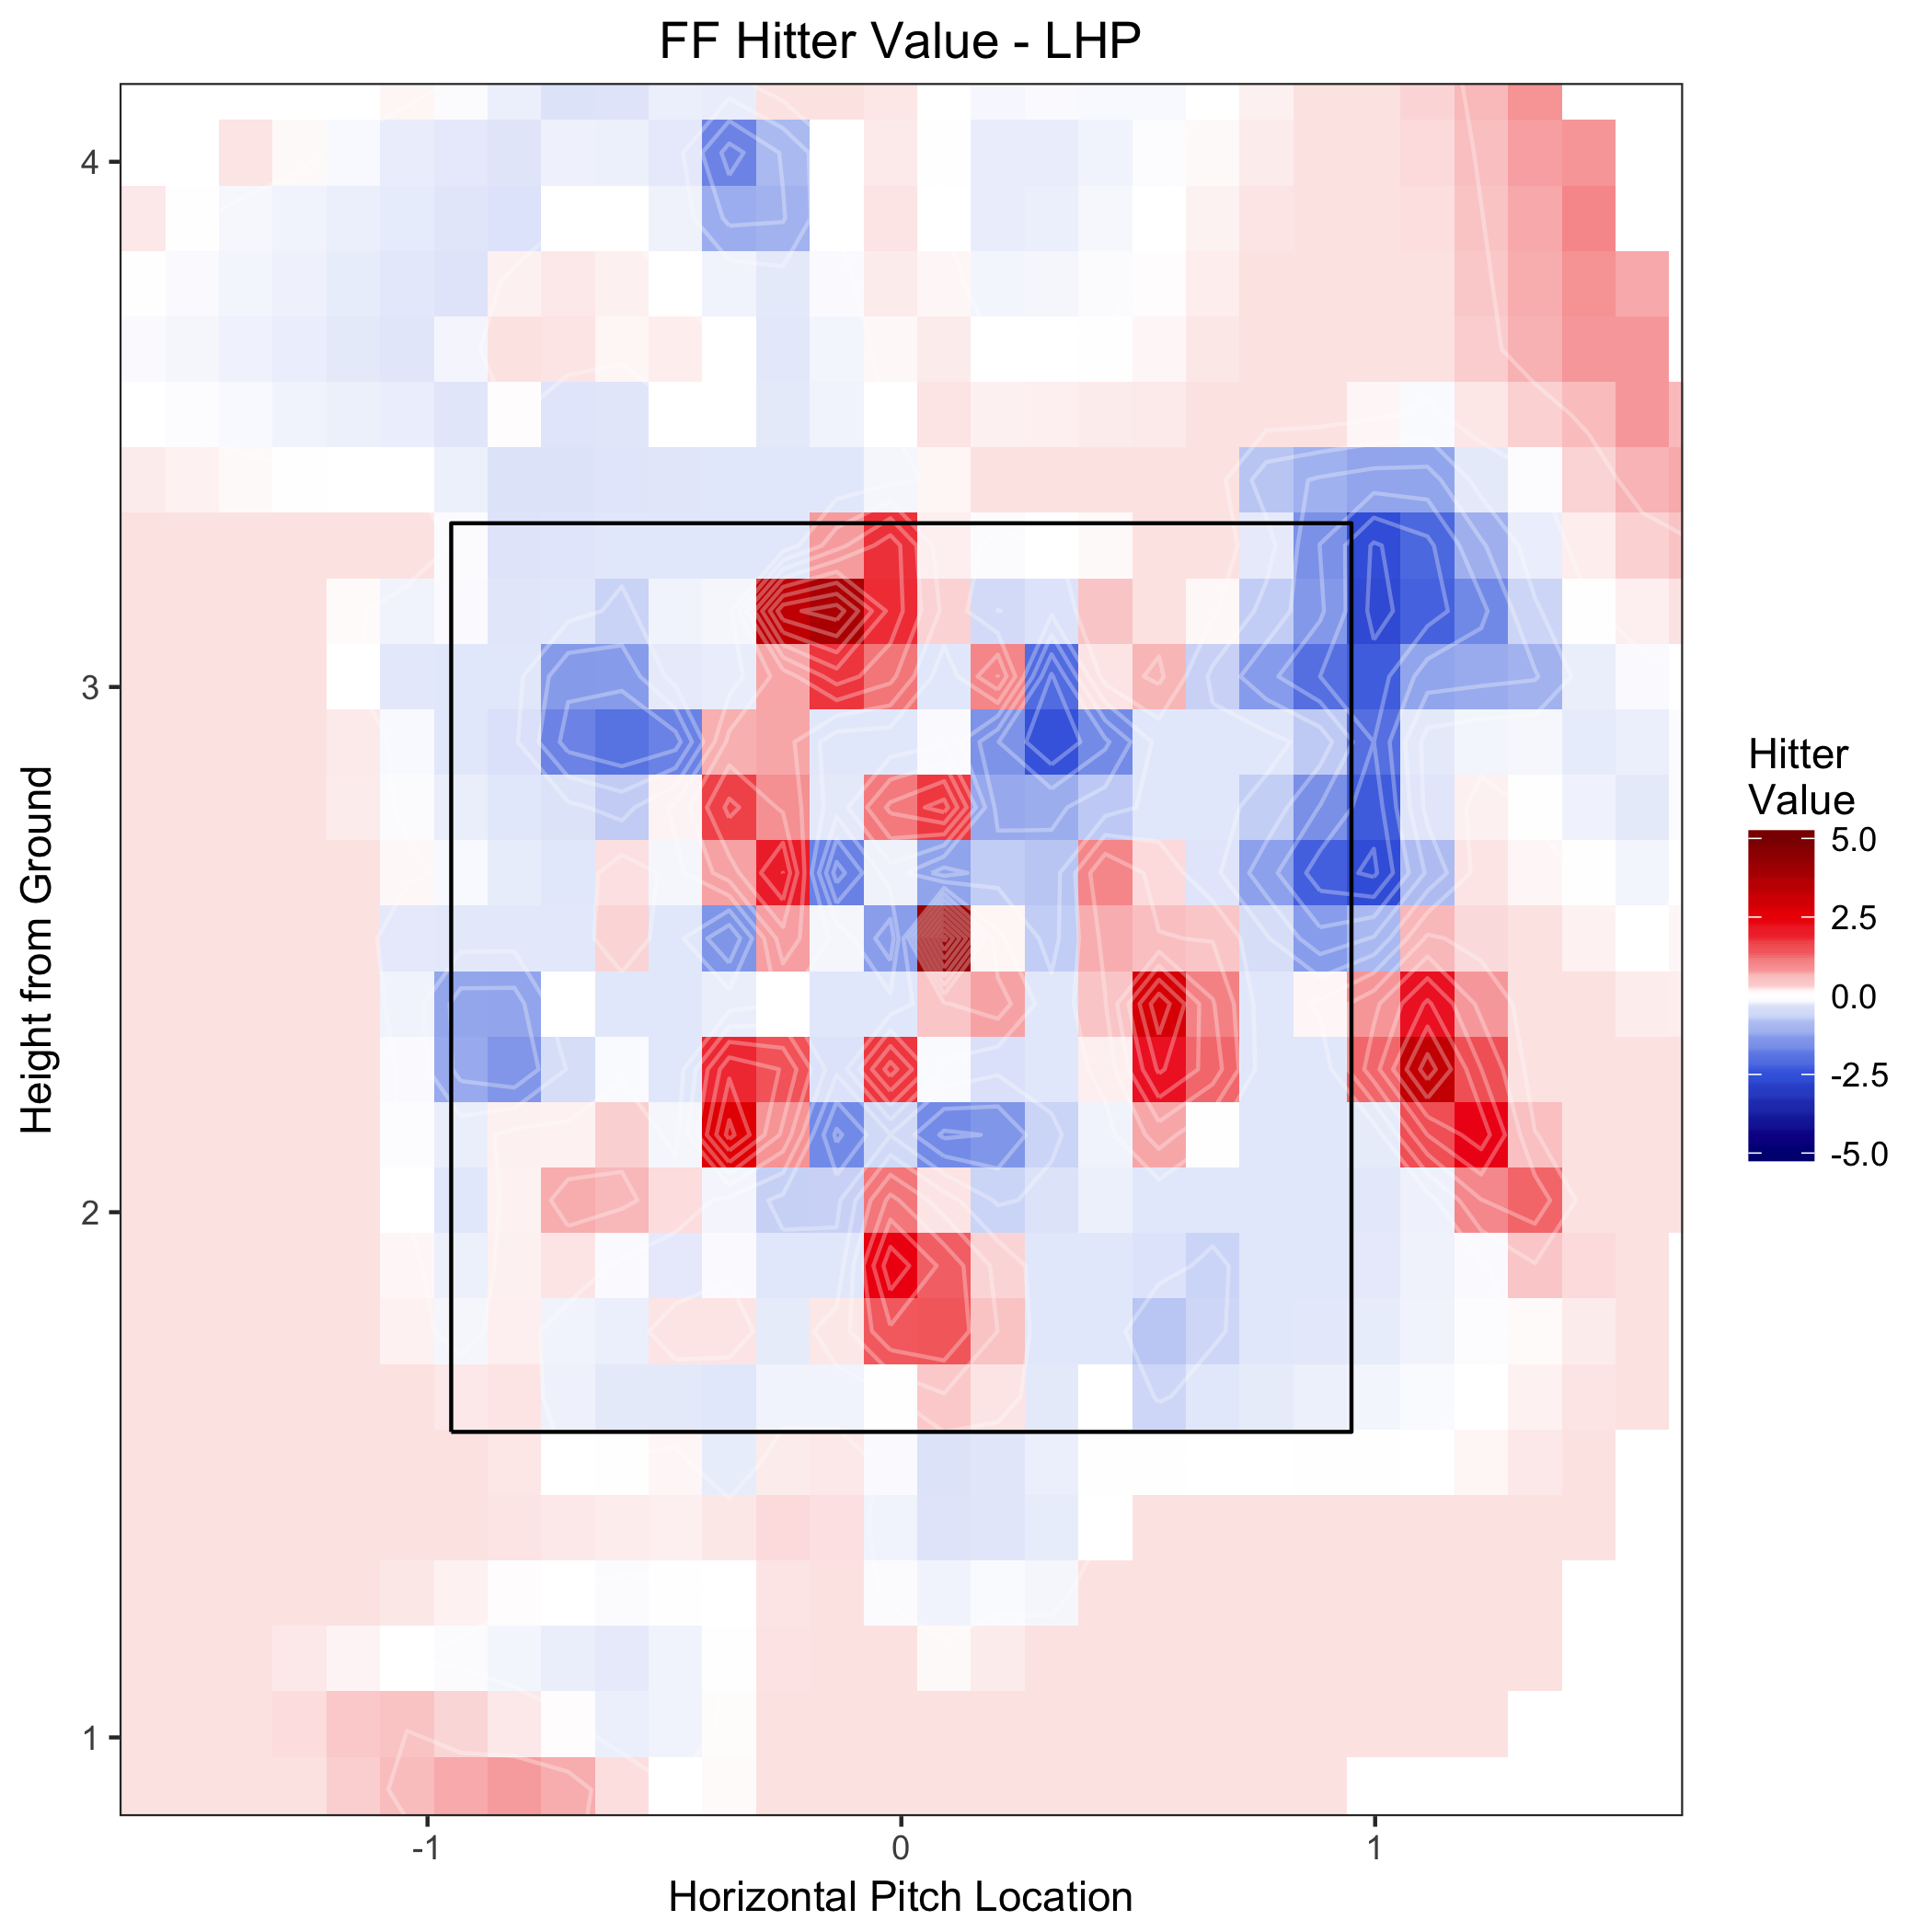 FF Hitter Value - LHP
4
3
2
1
Height from Ground
-1 0 1
Horizontal Pitch Location
Hitter
Value
5.0
2.5
0.0
-2.5
-5.0